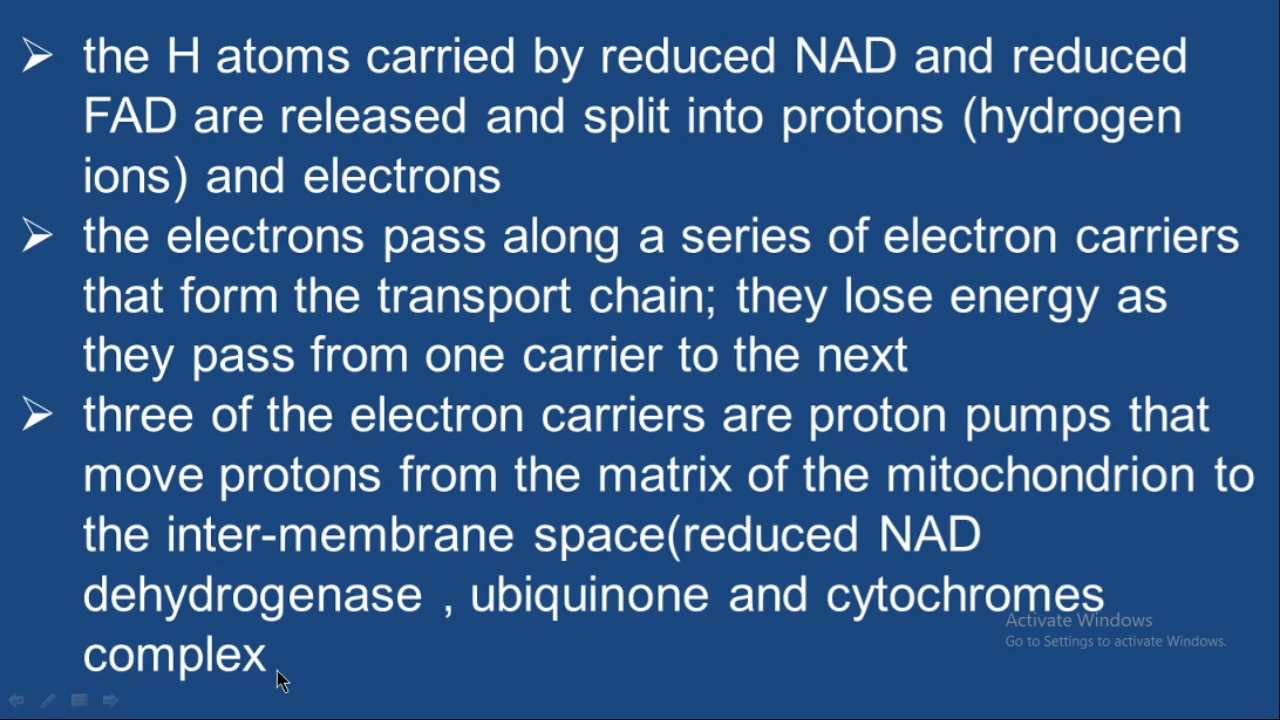 ➢ the H atoms carried by reduced NAD and reduced
FAD are released and split into protons (hydrogen
ions) and electrons
➢ the electrons pass along a series of electron carriers
that form the transport chain; they lose energy as
they pass from one carrier to the next
➢ three of the electron carriers are proton pumps that
move protons from the matrix of the mitochondrion to
the inter-membrane space(reduced NAD
dehydrogenase , ubiquinone and cytochromes
complex
Activate Windows
Go to Settings to activate Windows.